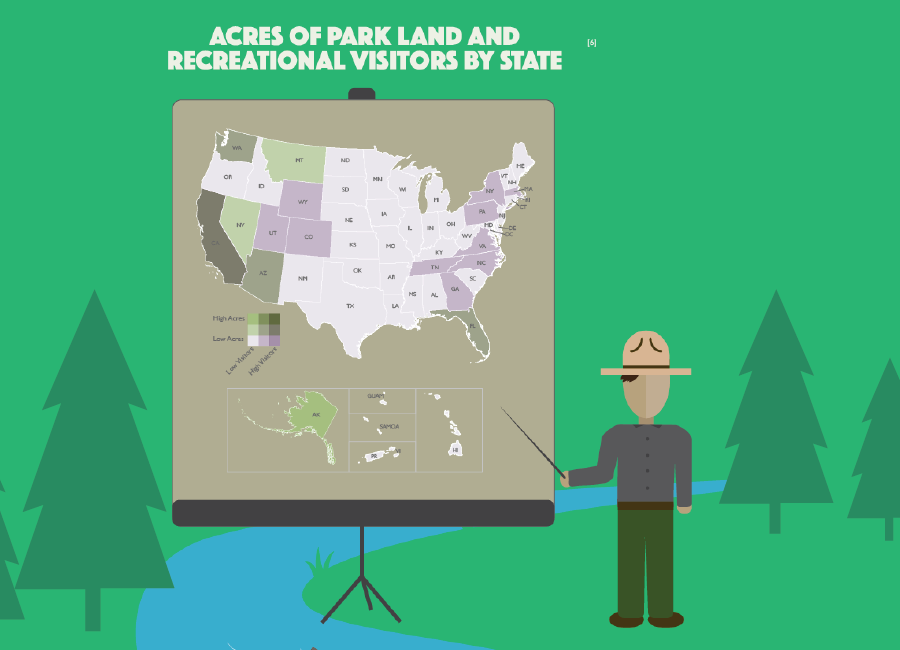 ACRES OF PARK LAND AND
RECREATIONAL VISITORS BY STATE
[6]
WA
MT
ND
MN
ME
OR
ID
SD
WI
VT
NH
MA
WY
MI
NY
RI
CT
NE
IA
PA
NJ
NV
UT
CO
IL
IN
OH
MD
DE
DC
CA
KS
MO
WV
VA
KY
AZ
NM
OK
AR
TN
NC
SC
TX
LA
MS
AL
GA
FL
High Acres
Low Acres
Low Visitors
High Visitors
GUAM
AK
SAMOA
PR
VI
HI